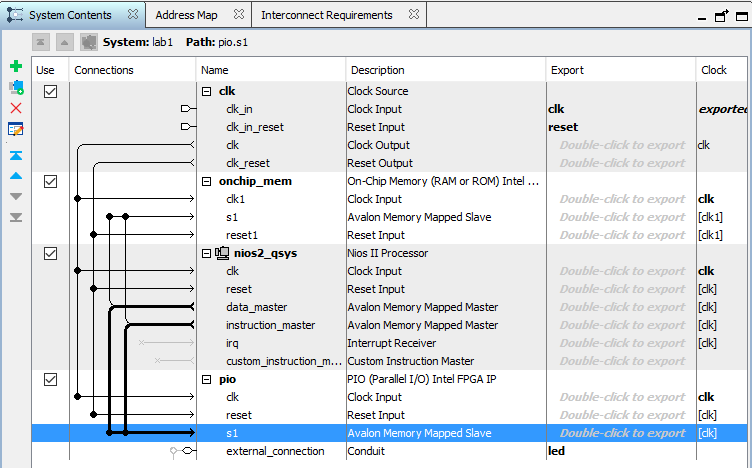 System Contents Address Map Interconnect Requirements
System: lab1 Path: pio.s1
Use Connections Name Description Export Clock
clk Clock Source
clk_in Clock Input clk exported
clk_in_reset Reset Input reset
clk Clock Output Double-click to export clk
clk_reset Reset Output Double-click to export
onchip_mem On-Chip Memory (RAM or ROM) Intel ...
clk1 Clock Input Double-click to export clk
s1 Avalon Memory Mapped Slave Double-click to export [clk1]
reset1 Reset Input Double-click to export [clk1]
nios2_qsys Nios II Processor
clk Clock Input Double-click to export clk
reset Reset Input Double-click to export [clk]
data_master Avalon Memory Mapped Master Double-click to export [clk]
instruction_master Avalon Memory Mapped Master Double-click to export [clk]
irq Interrupt Receiver Double-click to export [clk]
custom_instruction_m... Custom Instruction Master Double-click to export
pio PIO (Parallel I/O) Intel FPGA IP
clk Clock Input Double-click to export clk
reset Reset Input Double-click to export [clk]
s1 Avalon Memory Mapped Slave Double-click to export [clk]
external_connection Conduit led